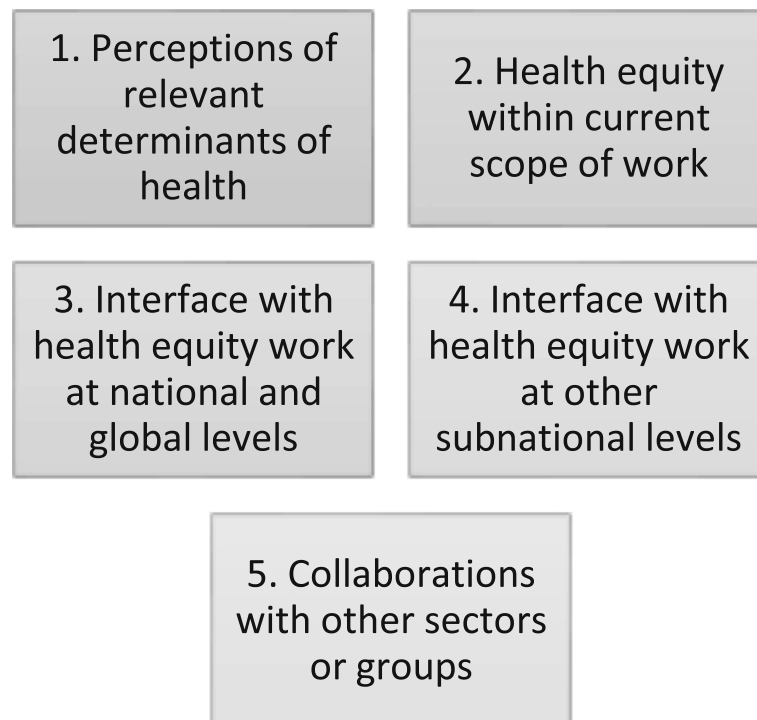 1. Perceptions of
relevant
determinants of
health
2. Health equity
within current
scope of work
3. Interface with
health equity work
at national and
global levels
4. Interface with
health equity work
at other
subnational levels
5. Collaborations
with other sectors
or groups